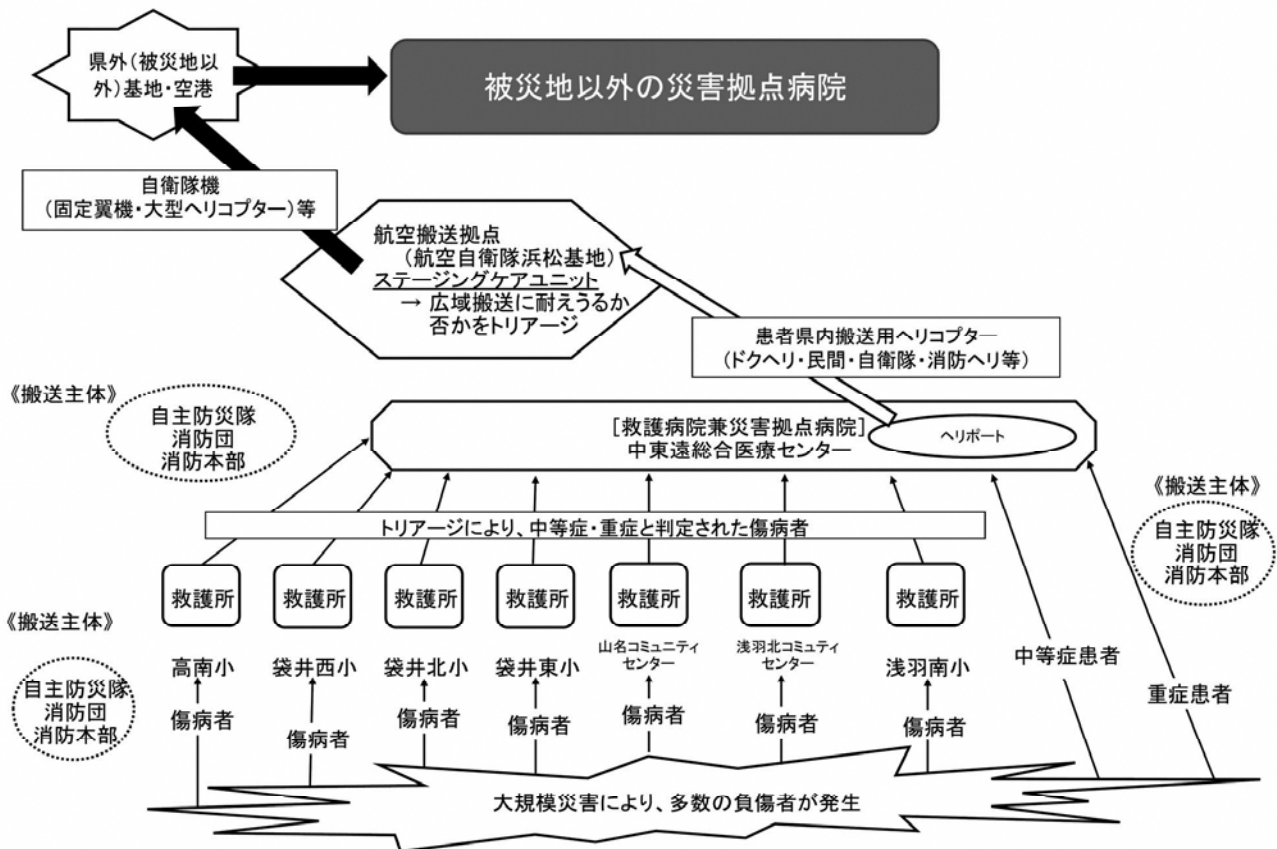 県外(被災地以
外)基地・空港
被災地以外の災害拠点病院
自衛隊機
(固定翼機・大型ヘリコプター)等
航空搬送拠点
(航空自衛隊浜松基地)
ステージングケアユニット
→ 広域搬送に耐えうるか
否かをトリアージ
患者県内搬送用ヘリコプター
(ドクヘリ・民間・自衛隊・消防ヘリ等)
《搬送主体》
自主防災隊
消防団
消防本部
[救護病院兼災害拠点病院]
中東遠総合医療センター
ヘリポート
《搬送主体》
自主防災隊
消防団
消防本部
トリアージにより、中等症・重症と判定された傷病者
救護所
救護所
救護所
救護所
救護所
救護所
救護所
《搬送主体》
自主防災隊
消防団
消防本部
高南小
袋井西小
袋井北小
袋井東小
山名コミュニティ
センター
浅羽北コミュティ
センター
浅羽南小
中等症患者
重症患者
傷病者
傷病者
傷病者
傷病者
傷病者
傷病者
傷病者
大規模災害により、多数の負傷者が発生